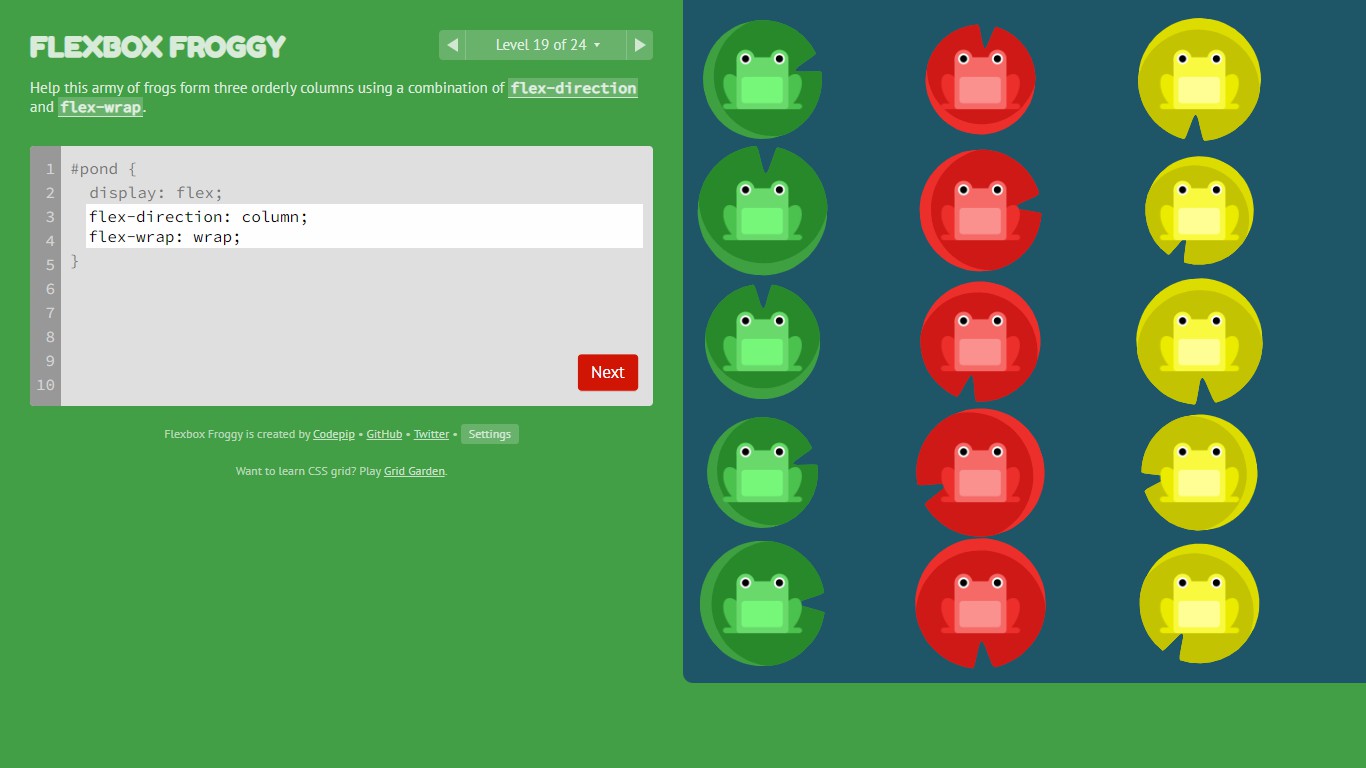 FLEXBOX FROGGY
Level 19 of 24
Help this army of frogs form three orderly columns using a combination of flex-direction
and flex-wrap.
1 #pond {
2 display: flex;
3 flex-direction: column;
4 flex-wrap: wrap;
5 }
6
7
8
9
10
Next
Flexbox Froggy is created by Codepip • GitHub • Twitter • Settings
Want to learn CSS grid? Play Grid Garden.